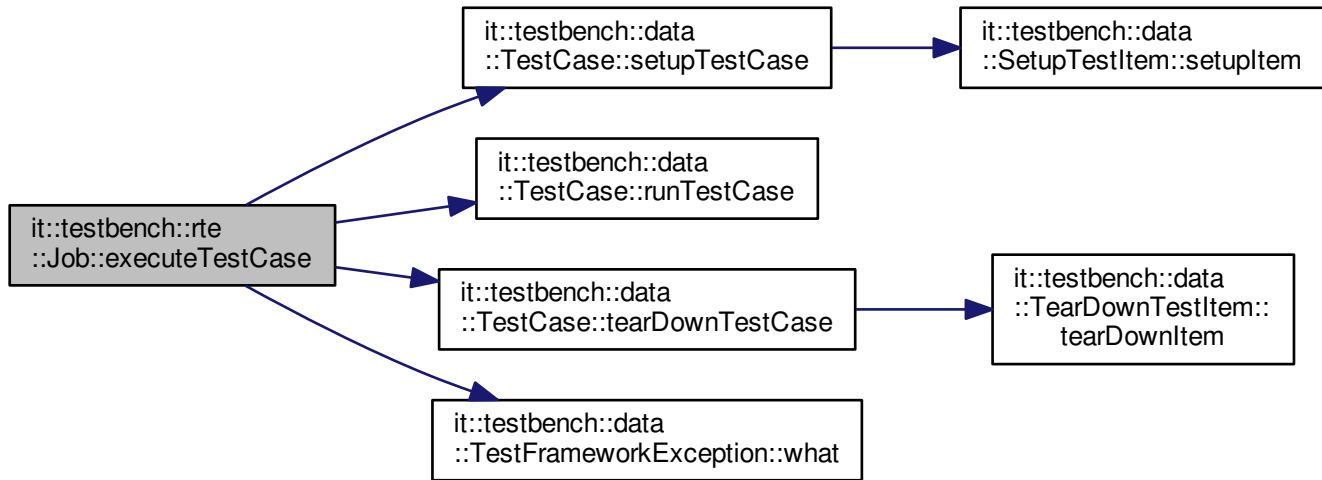 it::testbench::rte
::Job::executeTestCase
it::testbench::data
::TestCase::setupTestCase
it::testbench::data
::SetupTestItem::setupItem
it::testbench::data
::TestCase::runTestCase
it::testbench::data
::TestCase::tearDownTestCase
it::testbench::data
::TearDownTestItem::
tearDownItem
it::testbench::data
::TestFrameworkException::what